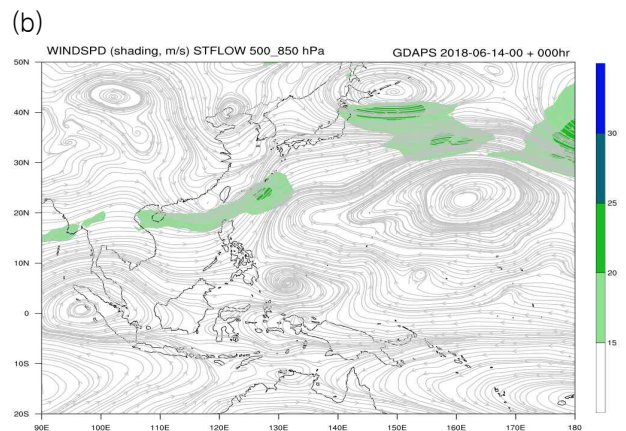 (b)
WINDSPD (shading, m/s) STFLOW 500_850 hPa GDAPS 2018-06-14-00 + 000hr
50N
40N
30N
20N
10N
0
10S
20S
90E 100E 110E 120E 130E 140E 150E 160E 170E 180
30
25
20
15